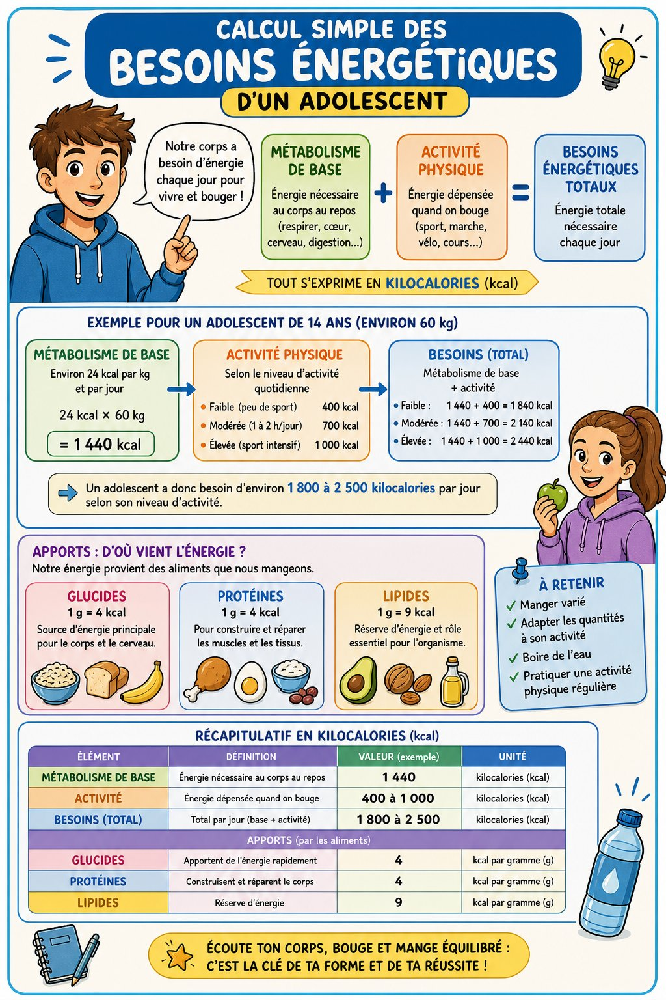 CALCUL SIMPLE DES
BESOINS ÉNERGÉTIQUES
D'UN ADOLESCENT
Notre corps a
besoin d'énergie
chaque jour pour
vivre et bouger !
MÉTABOLISME
DE BASE
Énergie nécessaire
au corps au repos
(respirer, cœur,
cerveau, digestion...)
+
ACTIVITÉ
PHYSIQUE
Énergie dépensée
quand on bouge
(sport, marche,
vélo, cours...)
=
BESOINS
ÉNERGÉTIQUES
TOTAUX
Énergie totale
nécessaire
chaque jour
TOUT S'EXPRIME EN KILOCALORIES (kcal)
EXEMPLE POUR UN ADOLESCENT DE 14 ANS (ENVIRON 60 kg)
MÉTABOLISME DE BASE
Environ 24 kcal par kg
et par jour
24 kcal × 60 kg
= 1 440 kcal
ACTIVITÉ PHYSIQUE
Selon le niveau d'activité
quotidienne
• Faible (peu de sport) 400 kcal
• Modérée (1 à 2 h/jour) 700 kcal
• Élevée (sport intensif) 1 000 kcal
BESOINS (TOTAL)
Métabolisme de base
+ activité
• Faible : 1 440 + 400 = 1 840 kcal
• Modérée : 1 440 + 700 = 2 140 kcal
• Élevée : 1 440 + 1 000 = 2 440 kcal
Un adolescent a donc besoin d'environ 1 800 à 2 500 kilocalories par jour
selon son niveau d'activité.
APPORTS : D'OÙ VIENT L'ÉNERGIE ?
Notre énergie provient des aliments que nous mangeons.
GLUCIDES
1 g = 4 kcal
Source d'énergie principale
pour le corps et le cerveau.
PROTÉINES
1 g = 4 kcal
Pour construire et réparer
les muscles et les tissus.
LIPIDES
1 g = 9 kcal
Réserve d'énergie et rôle
essentiel pour l'organisme.
À RETENIR
✓ Manger varié
✓ Adapter les quantités
à son activité
✓ Boire de l'eau
✓ Pratiquer une activité
physique régulière
RÉCAPITULATIF EN KILOCALORIES (kcal)
ÉLÉMENT DÉFINITION VALEUR (exemple) UNITÉ
MÉTABOLISME DE BASE Énergie nécessaire au corps au repos 1 440 kilocalories (kcal)
ACTIVITÉ Énergie dépensée quand on bouge 400 à 1 000 kilocalories (kcal)
BESOINS (TOTAL) Total par jour (base + activité) 1 800 à 2 500 kilocalories (kcal)
APPORTS (par les aliments)
GLUCIDES Apportent de l'énergie rapidement 4 kcal par gramme (g)
PROTÉINES Construisent et réparent le corps 4 kcal par gramme (g)
LIPIDES Réserve d'énergie 9 kcal par gramme (g)
ÉCOUTE TON CORPS, BOUGE ET MANGE ÉQUILIBRÉ :
C'EST LA CLÉ DE TA FORME ET DE TA RÉUSSITE !